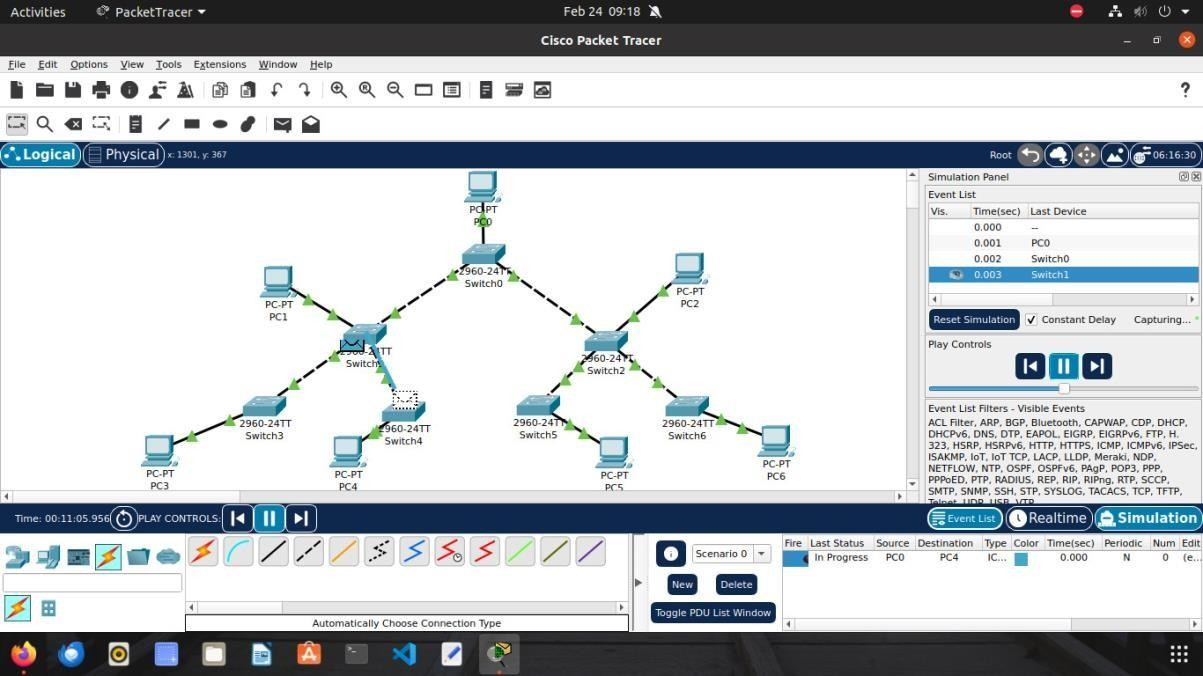 Activities PacketTracer Feb 24 09:18
Cisco Packet Tracer
File Edit Options View Tools Extensions Window Help
?
Logical Physical x: 1301, y: 367 Root 06:16:30
PC-PT
PC0
2960-24TT
Switch0
PC-PT
PC1
PC-PT
PC2
2960-24TT
2960-24TT
Switch2
2960-24TT
Switch3
2960-24TT
Switch4
2960-24TT
Switch5
2960-24TT
Switch6
PC-PT
PC3
PC-PT
PC4
PC-PT
PC5
PC-PT
PC6
Simulation Panel
Event List
Vis. Time(sec) Last Device
0.000 --
0.001 PC0
0.002 Switch0
0.003 Switch1
Reset Simulation Constant Delay Capturing...
Play Controls
Event List Filters - Visible Events
ACL Filter, ARP, BGP, Bluetooth, CAPWAP, CDP, DHCP,
DHCPv6, DNS, DTP, EAPOL, EIGRP, EIGRPv6, FTP, H.
323, HSRP, HSRPv6, HTTP, HTTPS, ICMP, ICMPv6, IPSec,
ISAKMP, IoT, IoT TCP, LACP, LLDP, Meraki, NDP,
NETFLOW, NTP, OSPF, OSPFv6, PAgP, POP3, PPP,
PPPoED, PTP, RADIUS, REP, RIP, RIPng, RTP, SCCP,
SMTP, SNMP, SSH, STP, SYSLOG, TACACS, TCP, TFTP,
Telnet, UDP, USB, VTP
Time: 00:11:05.956 PLAY CONTROLS: Event List Realtime Simulation
Scenario 0
New Delete
Toggle PDU List Window
Fire Last Status Source Destination Type Color Time(sec) Periodic Num Edit
In Progress PC0 PC4 IC... 0.000 N 0 (e...
Automatically Choose Connection Type